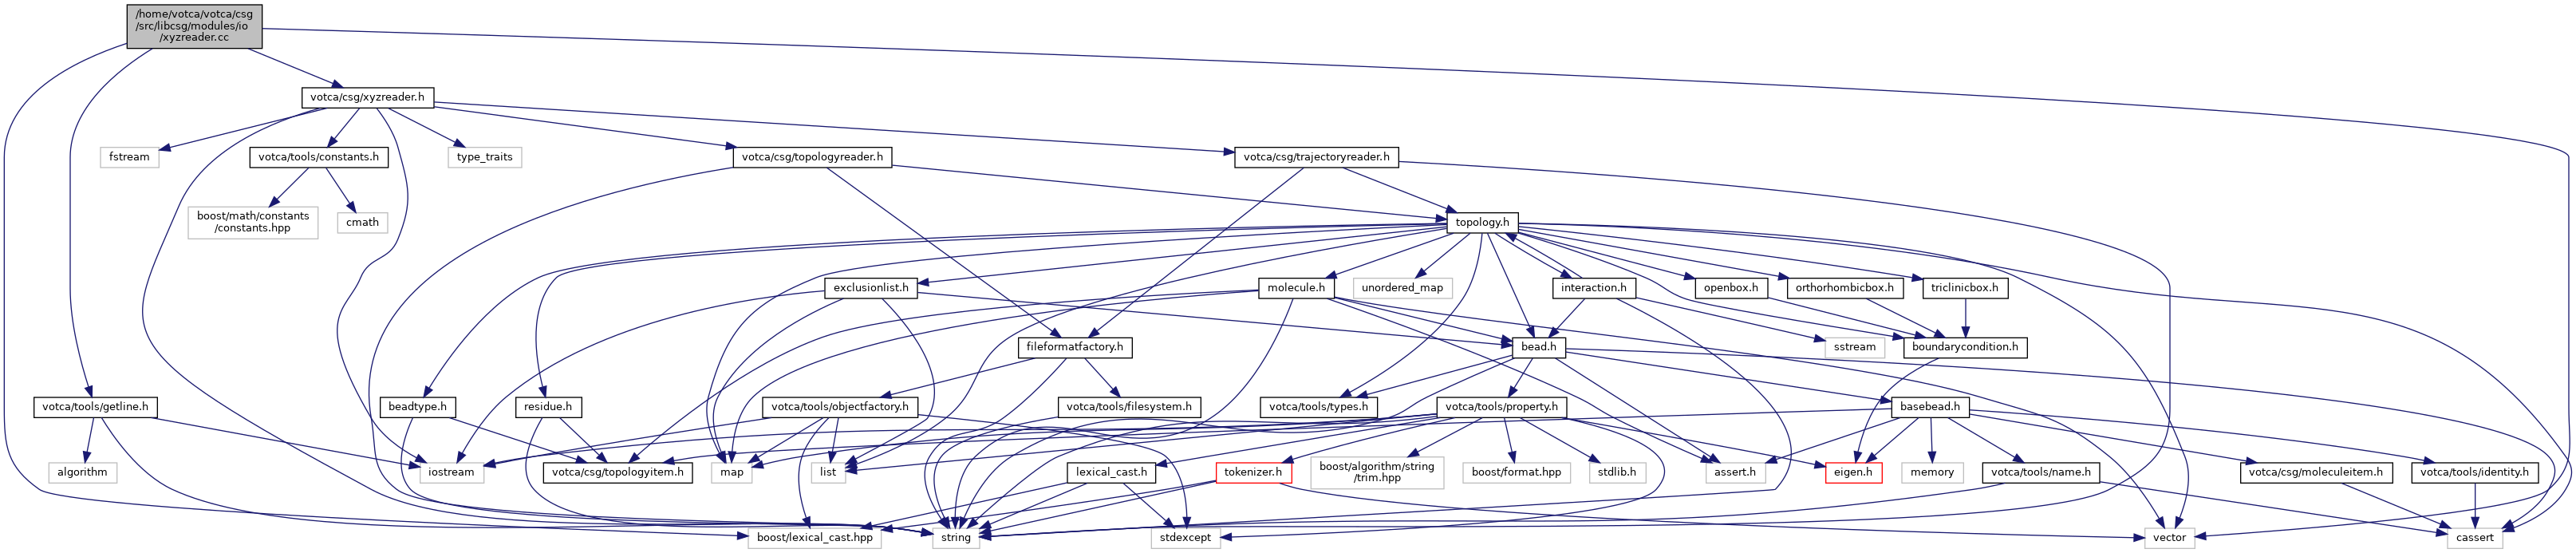 /home/votca/votca/csg
/src/libcsg/modules/io
/xyzreader.cc
votca/csg/xyzreader.h
fstream
votca/tools/constants.h
type_traits
votca/csg/topologyreader.h
votca/csg/trajectoryreader.h
boost/math/constants
/constants.hpp
cmath
topology.h
exclusionlist.h
molecule.h
unordered_map
interaction.h
openbox.h
orthorhombicbox.h
triclinicbox.h
fileformatfactory.h
bead.h
sstream
boundarycondition.h
votca/tools/getline.h
beadtype.h
residue.h
votca/tools/objectfactory.h
votca/tools/filesystem.h
votca/tools/types.h
votca/tools/property.h
basebead.h
algorithm
iostream
votca/csg/topologyitem.h
map
list
lexical_cast.h
tokenizer.h
boost/algorithm/string
/trim.hpp
boost/format.hpp
stdlib.h
assert.h
eigen.h
memory
votca/tools/name.h
votca/csg/moleculeitem.h
votca/tools/identity.h
boost/lexical_cast.hpp
string
stdexcept
vector
cassert